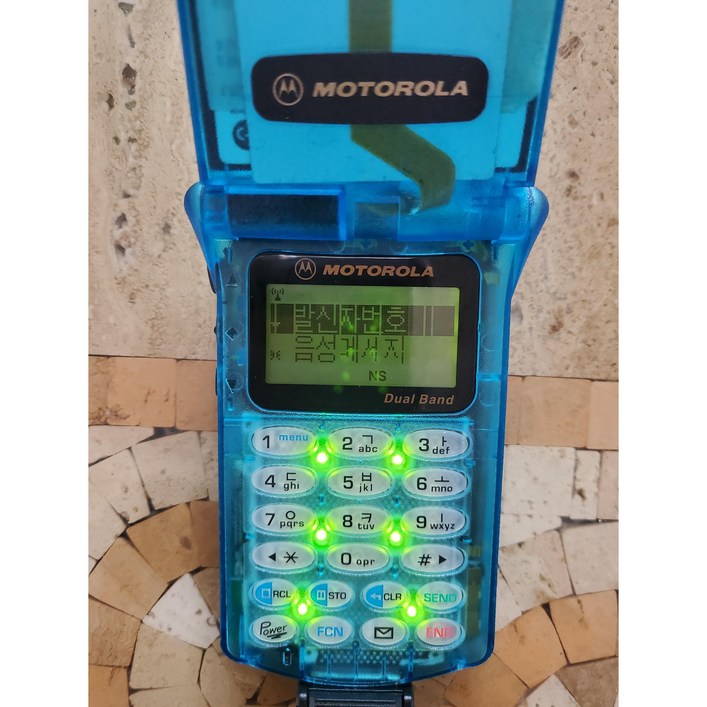 MOTOROLA
MOTOROLA
발신자번호
음성메세지
NS
Dual Band
1 menu 2 ㄱ abc 3 ㅏ def
4 ㄷ ghi 5 ㅂ jkl 6 ㅗ mno
7 ㅇ pqrs 8 ㅋ tuv 9 ㅣ wxyz
* 0 opr #
RCL STO CLR SEND
Power FCN END